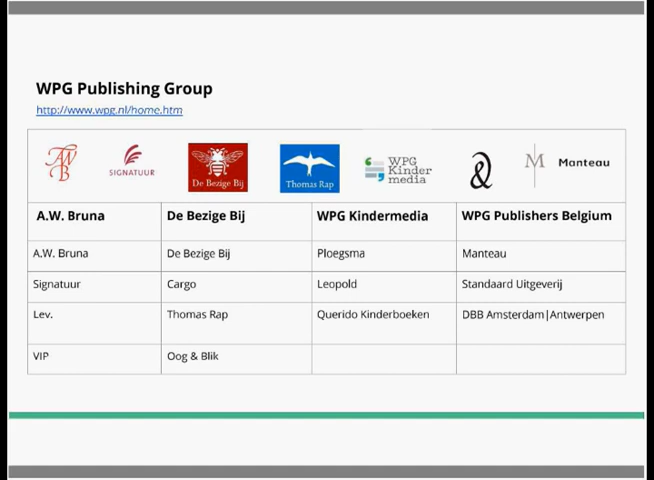 WPG Publishing Group
http://www.wpg.nl/home.htm
AWB
SIGNATUUR
De Bezige Bij
Thomas Rap
WPG
Kinder
media
M
Manteau
A.W. Bruna De Bezige Bij WPG Kindermedia WPG Publishers Belgium
A.W. Bruna De Bezige Bij Ploegsma Manteau
Signatuur Cargo Leopold Standaard Uitgeverij
Lev. Thomas Rap Querido Kinderboeken DBB Amsterdam|Antwerpen
VIP Oog & Blik